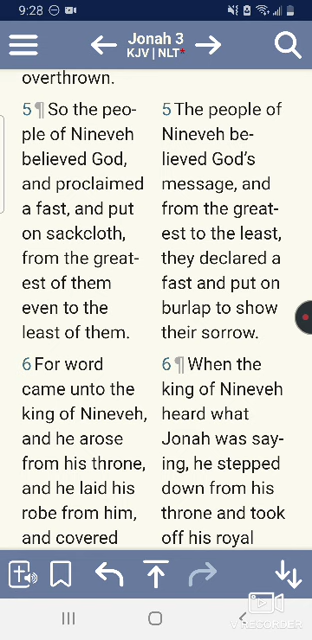 9:28
Jonah 3
KJV | NLT*
overthrown.
5 ¶ So the peo-
ple of Nineveh
believed God,
and proclaimed
a fast, and put
on sackcloth,
from the great-
est of them
even to the
least of them.
6 For word
came unto the
king of Nineveh,
and he arose
from his throne,
and he laid his
robe from him,
and covered
5 The people of
Nineveh be-
lieved God’s
message, and
from the great-
est to the least,
they declared a
fast and put on
burlap to show
their sorrow.
6 ¶ When the
king of Nineveh
heard what
Jonah was say-
ing, he stepped
down from his
throne and took
off his royal
VIRECORDER